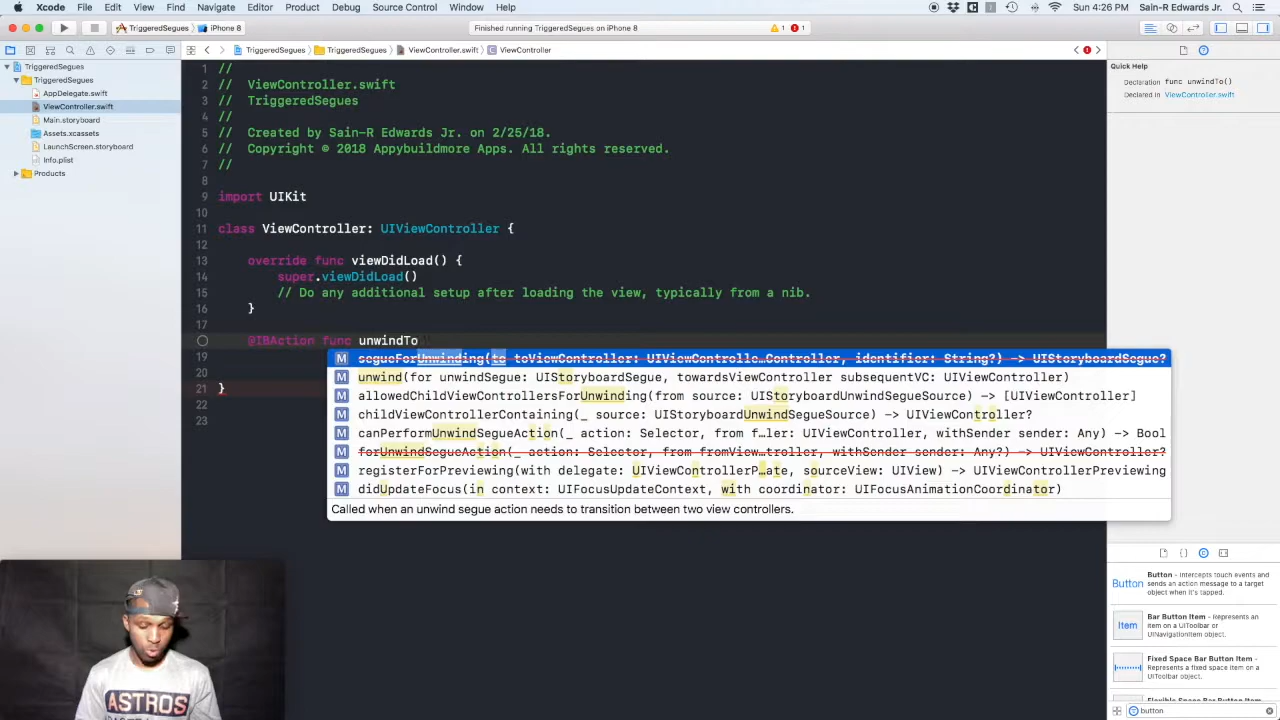 Xcode File Edit View Find Navigate Editor Product Debug Source Control Window Help Sun 4:26 PM Sain-R Edwards Jr.
TriggeredSegues iPhone 8 Finished running TriggeredSegues on iPhone 8 1 1
TriggeredSegues TriggeredSegues ViewController.swift ViewController
TriggeredSegues
TriggeredSegues
AppDelegate.swift
ViewController.swift
Main.storyboard
Assets.xcassets
LaunchScreen.storyboard
Info.plist
Products
1 //
2 // ViewController.swift
3 // TriggeredSegues
4 //
5 // Created by Sain-R Edwards Jr. on 2/25/18.
6 // Copyright © 2018 Appybuildmore Apps. All rights reserved.
7 //
8
9 import UIKit
10
11 class ViewController: UIViewController {
12
13 override func viewDidLoad() {
14 super.viewDidLoad()
15 // Do any additional setup after loading the view, typically from a nib.
16 }
17
@IBAction func unwindTo
19
20
21 }
22
23
M segueForUnwinding(to toViewController: UIViewControlle…Controller, identifier: String?) -> UIStoryboardSegue?
M unwind(for unwindSegue: UIStoryboardSegue, towardsViewController subsequentVC: UIViewController)
M allowedChildViewControllersForUnwinding(from source: UIStoryboardUnwindSegueSource) -> [UIViewController]
M childViewControllerContaining(_ source: UIStoryboardUnwindSegueSource) -> UIViewController?
M canPerformUnwindSegueAction(_ action: Selector, from f…ler: UIViewController, withSender sender: Any) -> Bool
M forUnwindSegueAction(_ action: Selector, from fromView…troller, withSender sender: Any?) -> UIViewController?
M registerForPreviewing(with delegate: UIViewControllerP…ate, sourceView: UIView) -> UIViewControllerPreviewing
M didUpdateFocus(in context: UIFocusUpdateContext, with coordinator: UIFocusAnimationCoordinator)
Called when an unwind segue action needs to transition between two view controllers.
Quick Help
Declaration func unwindTo()
Declared in ViewController.swift
Button
Button - Intercepts touch events and
sends an action message to a target
object when it's tapped.
Item
Bar Button Item - Represents an
item on a UIToolbar or
UINavigationItem object.
Fixed Space Bar Button Item -
Represents a fixed space item on a
UIToolbar object.
button
ASTROS